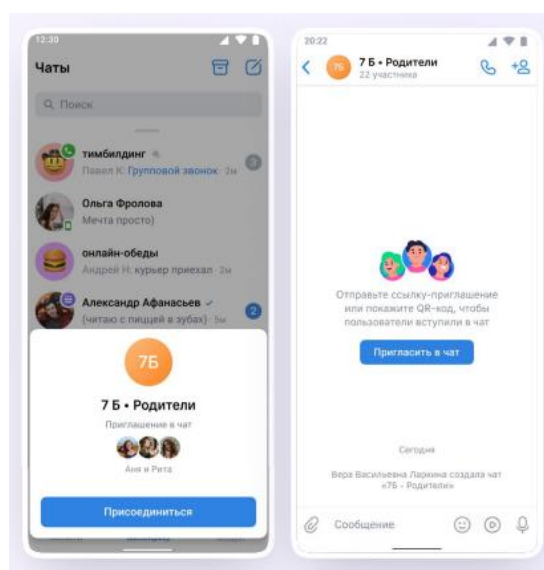 12:30
Чаты
Поиск
тимбилдинг
Павел К: Групповой звонок · 2м
3
Ольга Фролова
Мечта просто)
онлайн-обеды
Андрей Н: курьер приехал · 2м
Александр Афанасьев
(читаю с пиццей в зубах) · 5м
2
7Б
7 Б • Родители
Приглашение в чат
Аня и Рита
Присоединиться
20:22
7Б
7 Б • Родители
22 участника
Отправьте ссылку-приглашение
или покажите QR-код, чтобы
пользователи вступили в чат
Пригласить в чат
Сегодня
Вера Васильевна Ларкина создала чат
«7Б - Родители»
Сообщение